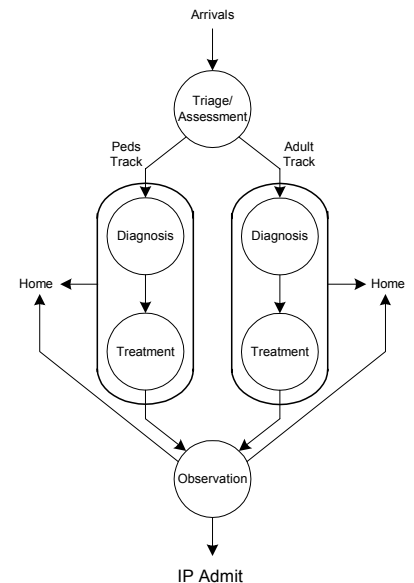 Arrivals
Triage/
Assessment
Peds
Track
Adult
Track
Diagnosis
Diagnosis
Home
Home
Treatment
Treatment
Observation
IP Admit